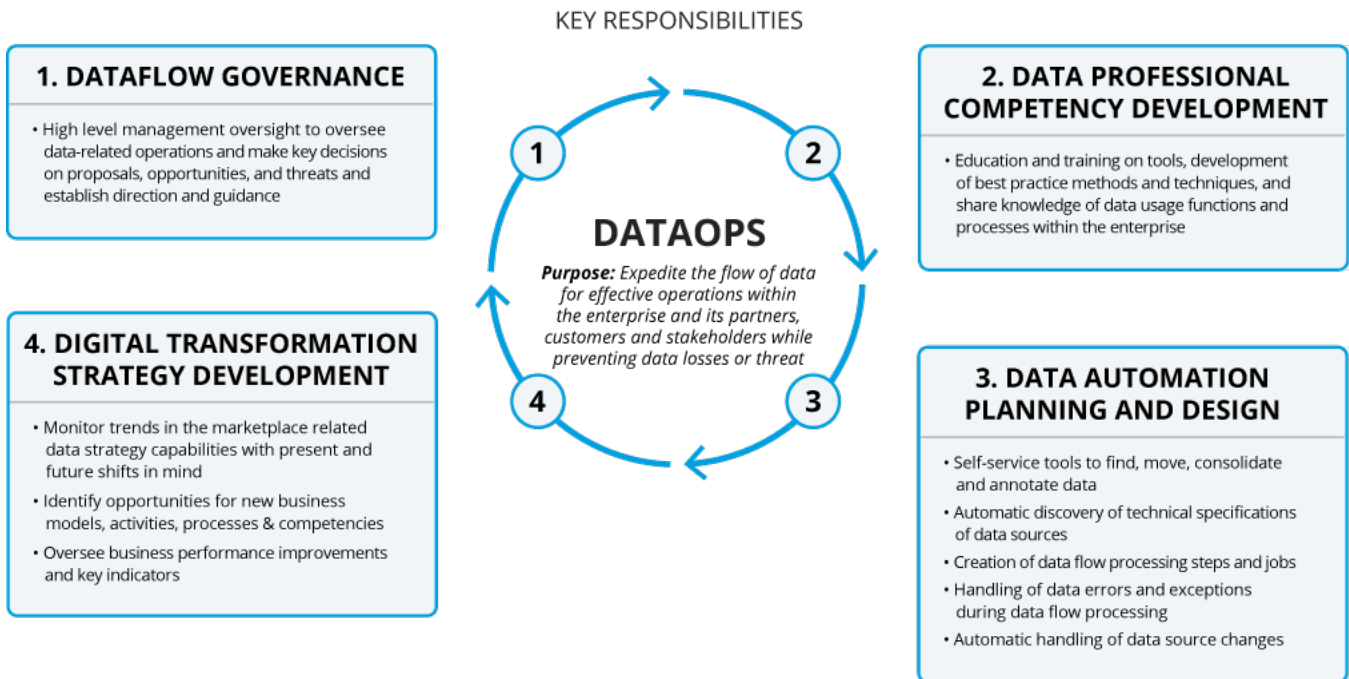 KEY RESPONSIBILITIES
1. DATAFLOW GOVERNANCE
• High level management oversight to oversee
data-related operations and make key decisions
on proposals, opportunities, and threats and
establish direction and guidance
2. DATA PROFESSIONAL
COMPETENCY DEVELOPMENT
• Education and training on tools, development
of best practice methods and techniques, and
share knowledge of data usage functions and
processes within the enterprise
1
2
DATAOPS
Purpose: Expedite the flow of data
for effective operations within
the enterprise and its partners,
customers and stakeholders while
preventing data losses or threat
4
3
4. DIGITAL TRANSFORMATION
STRATEGY DEVELOPMENT
• Monitor trends in the marketplace related
data strategy capabilities with present and
future shifts in mind
• Identify opportunities for new business
models, activities, processes & competencies
• Oversee business performance improvements
and key indicators
3. DATA AUTOMATION
PLANNING AND DESIGN
• Self-service tools to find, move, consolidate
and annotate data
• Automatic discovery of technical specifications
of data sources
• Creation of data flow processing steps and jobs
• Handling of data errors and exceptions
during data flow processing
• Automatic handling of data source changes